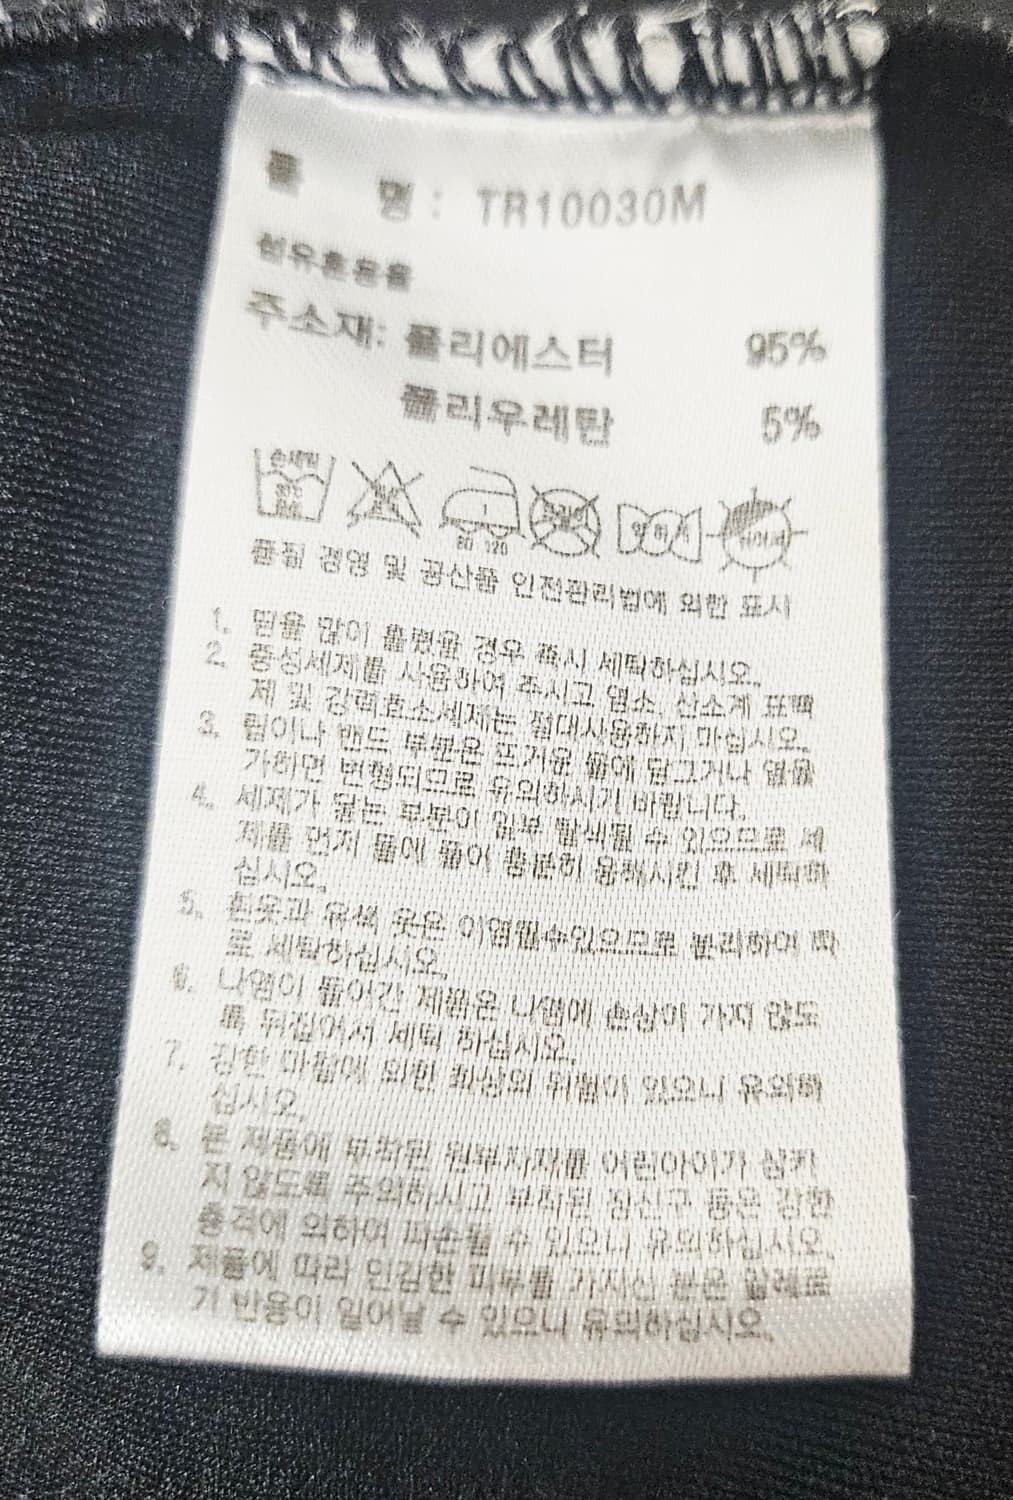 품 명 : TR10030M
섬유혼용율
주소재: 폴리에스터 95%
폴리우레탄 5%
손세탁
80 120
약하게
품질 경영 및 공산품 안전관리법에 의한 표시
1. 땀을 많이 흘렸을 경우 즉시 세탁하십시오.
2. 중성세제를 사용하여 주시고 염소, 산소계 표백
제 및 강력효소세제는 절대사용하지 마십시오.
3. 림이나 밴드 부분은 뜨거운 물에 담그거나 열을
가하면 변형되므로 유의하시기 바랍니다.
4. 세제가 닿는 부분이 일부 탈색될 수 있으므로 세
제를 먼저 물에 풀어 충분히 용해시킨 후 세탁하
십시오.
5. 흰옷과 유색 옷은 이염될수있으므로 분리하여 따
로 세탁하십시오.
6. 나염이 들어간 제품은 나염에 손상이 가지 않도
록 뒤집어서 세탁 하십시오.
7. 강한 마찰에 의한 손상의 위험이 있으니 유의하
십시오.
8. 본 제품에 부착된 원부자재를 어린아이가 삼키
지 않도록 주의하시고 부착된 장신구 등은 강한
충격에 의하여 파손될 수 있으니 유의하십시오.
9. 제품에 따라 민감한 피부를 가지신 분은 알레르
기 반응이 일어날 수 있으니 유의하십시오.